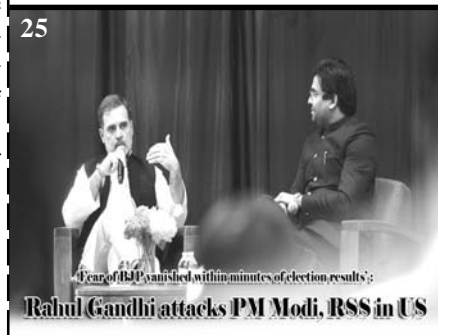 25
'Fear of BJP vanished within minutes of election results':
Rahul Gandhi attacks PM Modi, RSS in US